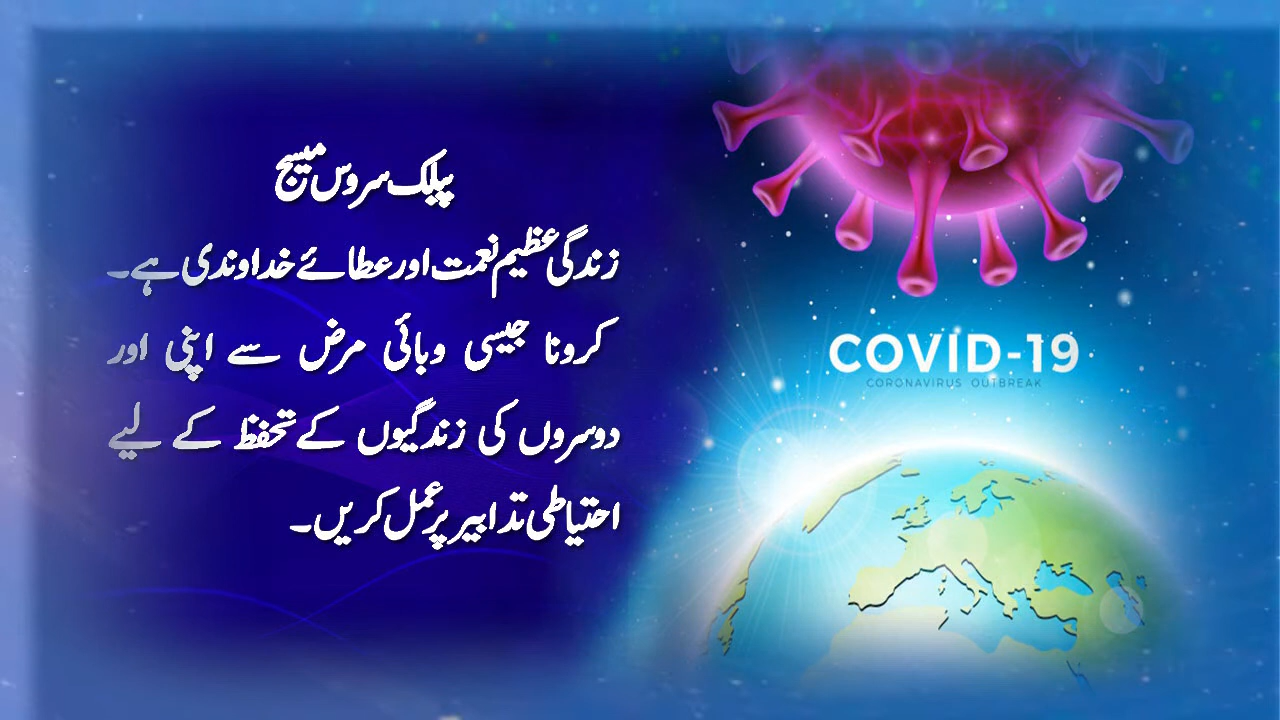 پبلک سروس میسج
زندگی عظیم نعمت اور عطائے خداوندی ہے۔
کرونا جیسی وبائی مرض سے اپنی اور
دوسروں کی زندگیوں کے تحفظ کے لیے
احتیاطی تدابیر پر عمل کریں۔
COVID-19
CORONAVIRUS OUTBREAK